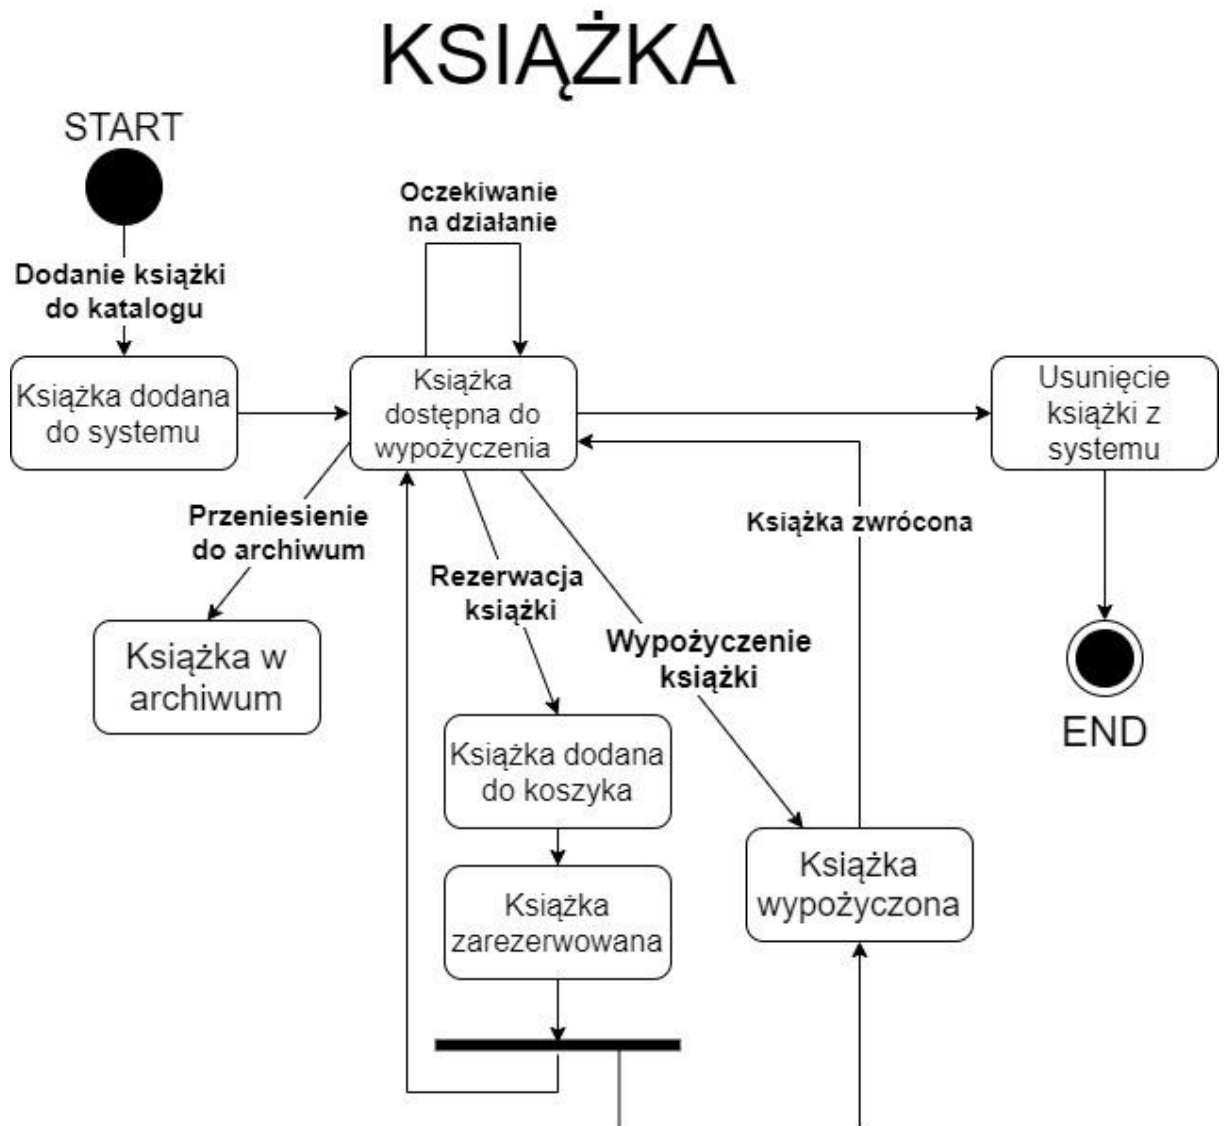 KSIĄŻKA
START
Oczekiwanie
na działanie
Dodanie książki
do katalogu
Książka dodana
do systemu
Książka
dostępna do
wypożyczenia
Usunięcie
książki z
systemu
Przeniesienie
do archiwum
Książka zwrócona
Rezerwacja
książki
Książka w
archiwum
Wypożyczenie
książki
END
Książka dodana
do koszyka
Książka
wypożyczona
Książka
zarezerwowana